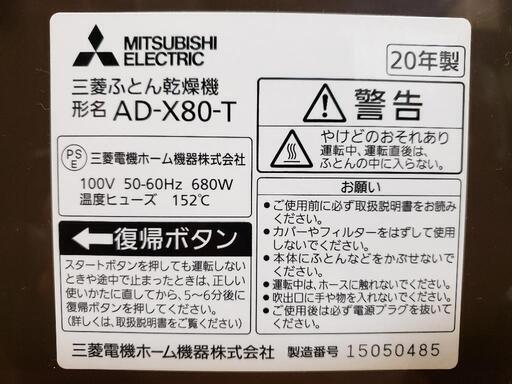 MITSUBISHI
ELECTRIC
20年製
三菱ふとん乾燥機
形名 AD-X80-T
PS
E
三菱電機ホーム機器株式会社
100V 50-60Hz 680W
温度ヒューズ 152℃
警告
やけどのおそれあり
運転中、運転直後は、
ふとんの中に入らない。
復帰ボタン
スタートボタンを押しても運転しない
ときや途中で止まったときは、正しい
使いかたに直してから、5~6分後に
復帰ボタンを押してください。
(詳しくは、取扱説明書をご覧ください)
お願い
●ご使用前に必ず取扱説明書をお読み
ください。
●カバーやフィルターをはずして使用
しないでください。
●本体にふとんなどをかぶせないで
ください。
●運転中は、ホースに触れないでください。
●吹出口に手や物を入れないでください。
●ご使用後は必ず電源プラグを抜いて
ください。
三菱電機ホーム機器株式会社 製造番号 15050485